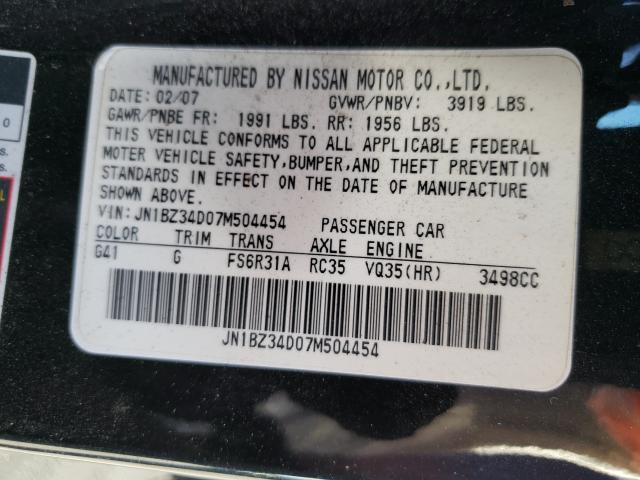 MANUFACTURED BY NISSAN MOTOR CO.,LTD.
DATE: 02/07 GVWR/PNBV: 3919 LBS.
GAWR/PNBE FR: 1991 LBS. RR: 1956 LBS.
THIS VEHICLE CONFORMS TO ALL APPLICABLE FEDERAL
MOTER VEHICLE SAFETY,BUMPER,AND THEFT PREVENTION
STANDARDS IN EFFECT ON THE DATE OF MANUFACTURE
SHOWN ABOVE.
VIN:JN1BZ34D07M504454 PASSENGER CAR
COLOR TRIM TRANS AXLE ENGINE
G41 G FS6R31A RC35 VQ35(HR) 3498CC
JN1BZ34D07M504454
0
s.
s.